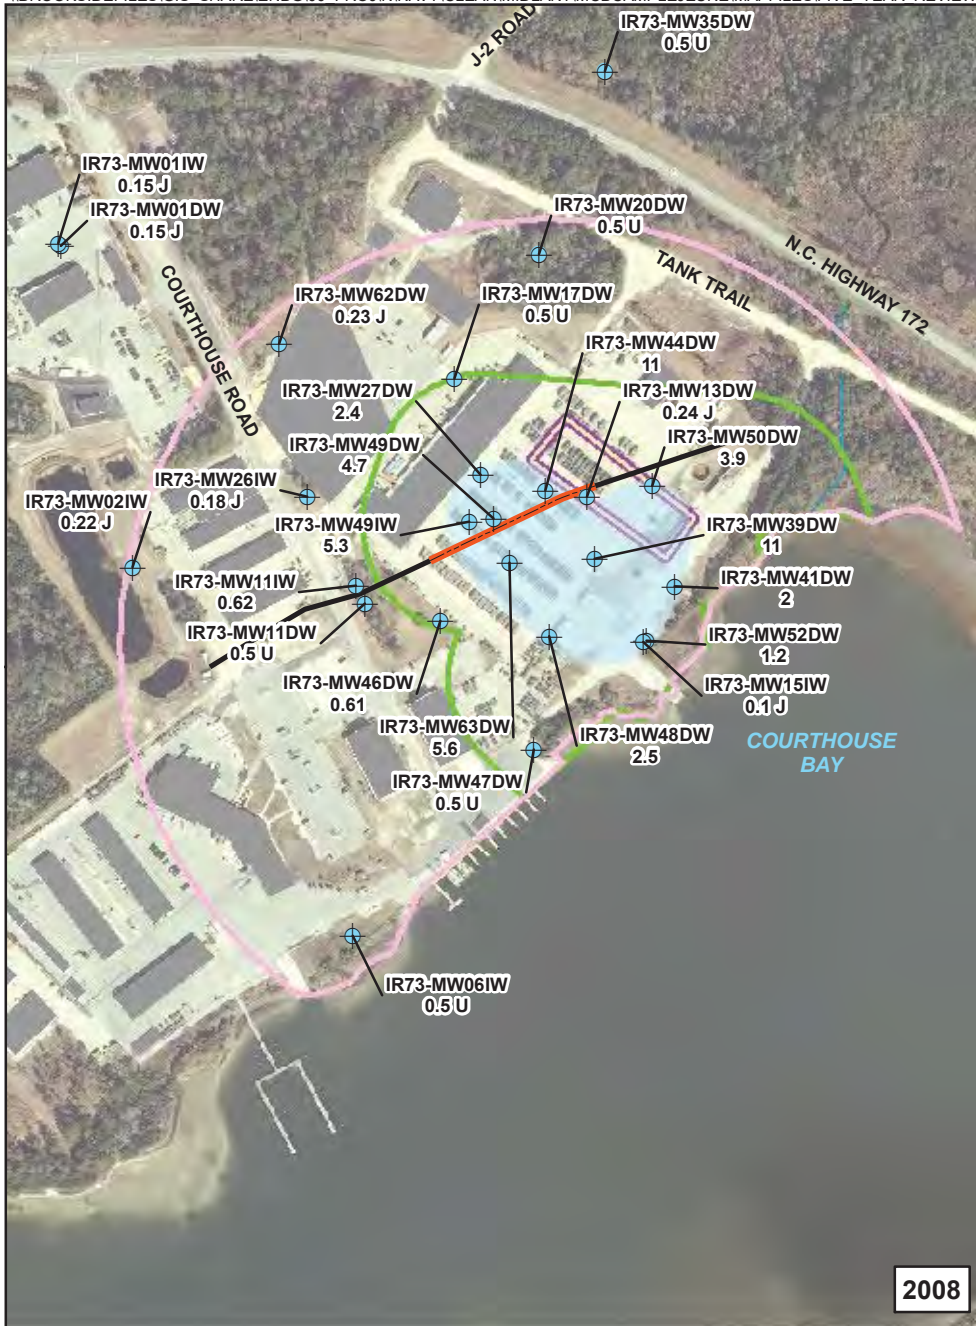 IR73-MW35DW
0.5 U
J-2 ROAD
IR73-MW01IW
0.15 J
IR73-MW01DW
0.15 J
IR73-MW20DW
0.5 U
N.C. HIGHWAY 172
TANK TRAIL
COURTHOUSE ROAD
IR73-MW62DW
0.23 J
IR73-MW17DW
0.5 U
IR73-MW44DW
11
IR73-MW27DW
2.4
IR73-MW13DW
0.24 J
IR73-MW49DW
4.7
IR73-MW50DW
3.9
IR73-MW26IW
0.18 J
IR73-MW02IW
0.22 J
IR73-MW49IW
5.3
IR73-MW39DW
11
IR73-MW11IW
0.62
IR73-MW41DW
2
IR73-MW11DW
0.5 U
IR73-MW52DW
1.2
IR73-MW46DW
0.61
IR73-MW15IW
0.1 J
IR73-MW63DW
5.6
IR73-MW48DW
2.5
COURTHOUSE
BAY
IR73-MW47DW
0.5 U
IR73-MW06IW
0.5 U
2008